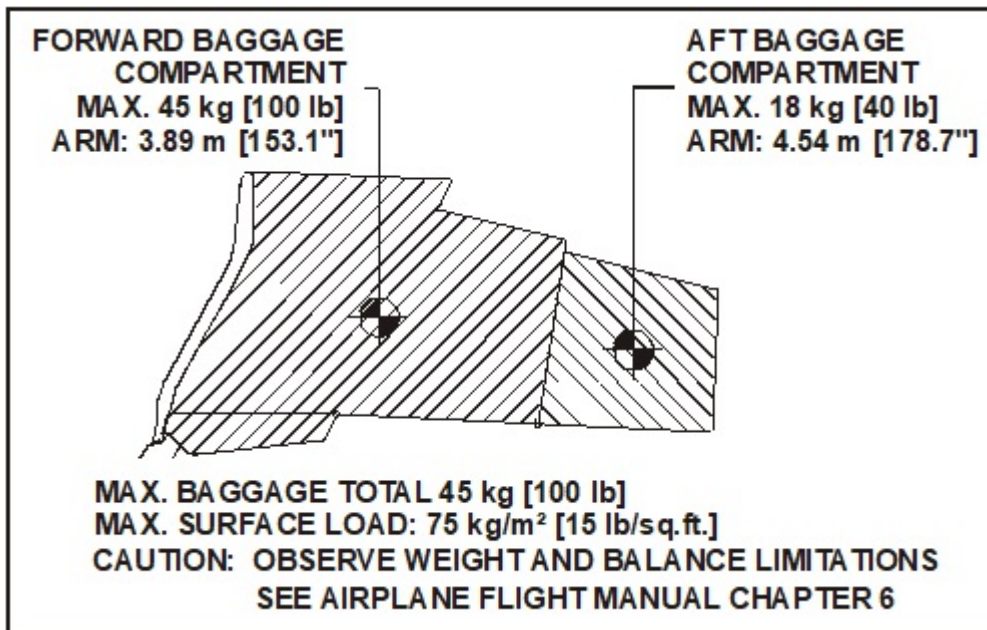 FORWARD BAGGAGE
COMPARTMENT
MAX. 45 kg [100 lb]
ARM: 3.89 m [153.1"]
AFT BAGGAGE
COMPARTMENT
MAX. 18 kg [40 lb]
ARM: 4.54 m [178.7"]
MAX. BAGGAGE TOTAL 45 kg [100 lb]
MAX. SURFACE LOAD: 75 kg/m² [15 lb/sq.ft.]
CAUTION: OBSERVE WEIGHT AND BALANCE LIMITATIONS
SEE AIRPLANE FLIGHT MANUAL CHAPTER 6